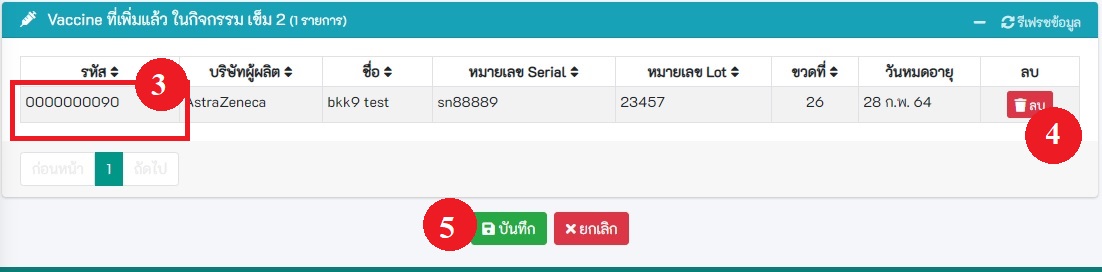 Vaccine ที่เพิ่มแล้ว ในกิจกรรม เข็ม 2 (1 รายการ) รีเฟรชข้อมูล
รหัส 3 บริษัทผู้ผลิต ชื่อ หมายเลข Serial หมายเลข Lot ขวดที่ วันหมดอายุ ลบ
0000000090 AstraZeneca bkk9 test sn88889 23457 26 28 ก.พ. 64 ลบ
4
ก่อนหน้า 1 ถัดไป
5 บันทึก ยกเลิก